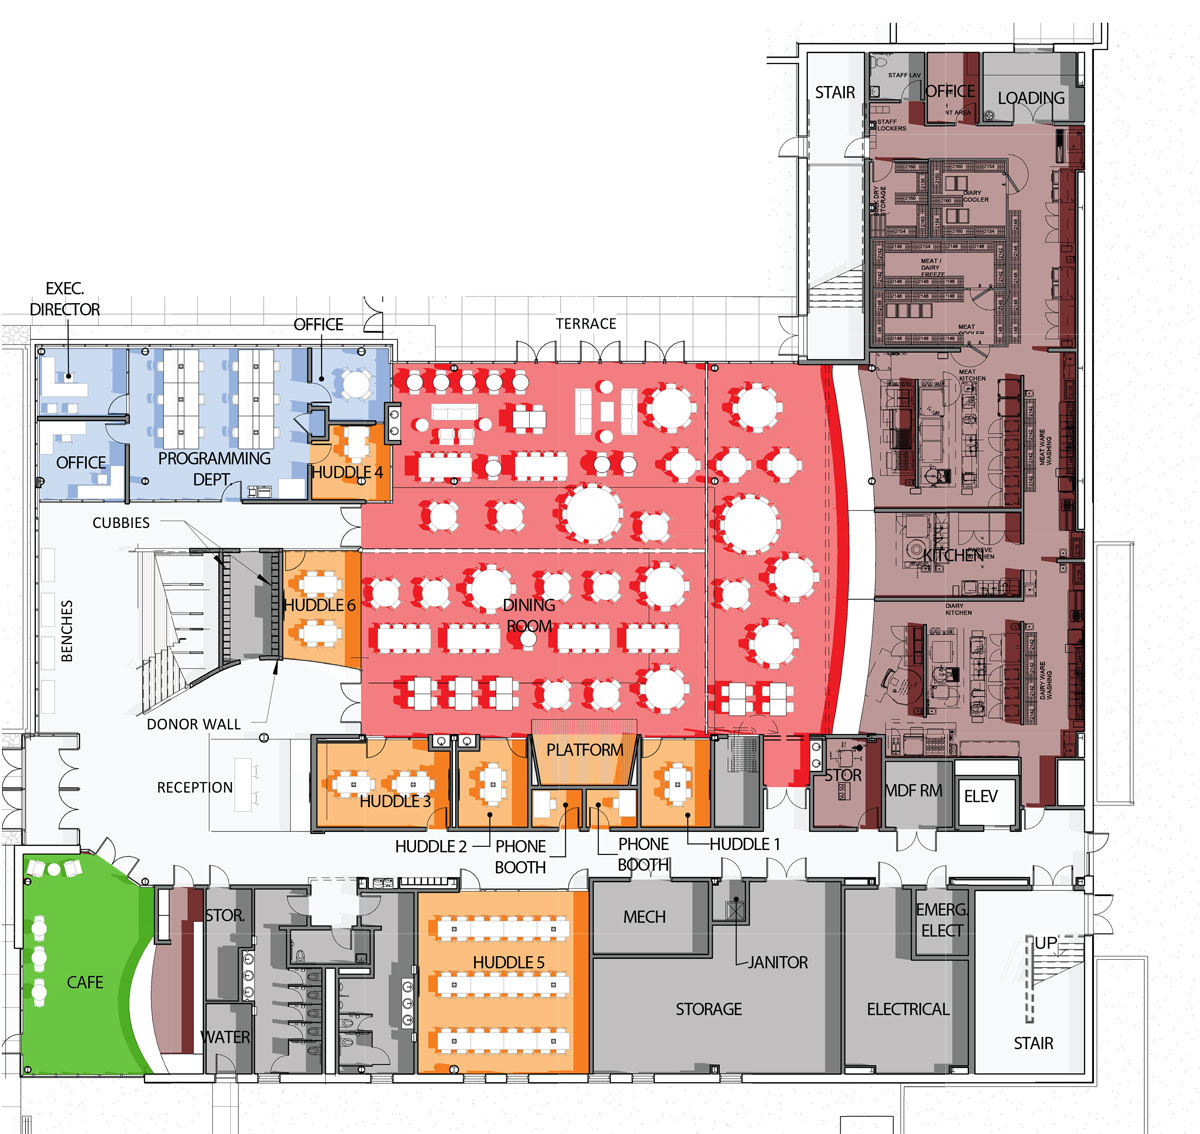 STAIR
STAFF LAV
OFFICE
LOADING
STAFF
LOCKERS
STORAGE
COOLER
MEAT /
DAIRY
FREEZE
MEAT
MEAT
KITCHEN
MEAT WARE
WASHING
EXEC.
DIRECTOR
OFFICE
TERRACE
OFFICE
PROGRAMMING
DEPT.
HUDDLE 4
CUBBIES
KITCHEN
BENCHES
HUDDLE 6
DINING
ROOM
DIARY
KITCHEN
DAIRY WARE
WASHING
DONOR WALL
RECEPTION
PLATFORM
HUDDLE 3
STOR
MDF RM
ELEV
HUDDLE 2
PHONE
BOOTH
PHONE
BOOTH
HUDDLE 1
STOR.
MECH
EMERG.
ELECT
UP
CAFE
HUDDLE 5
JANITOR
STORAGE
ELECTRICAL
WATER
STAIR